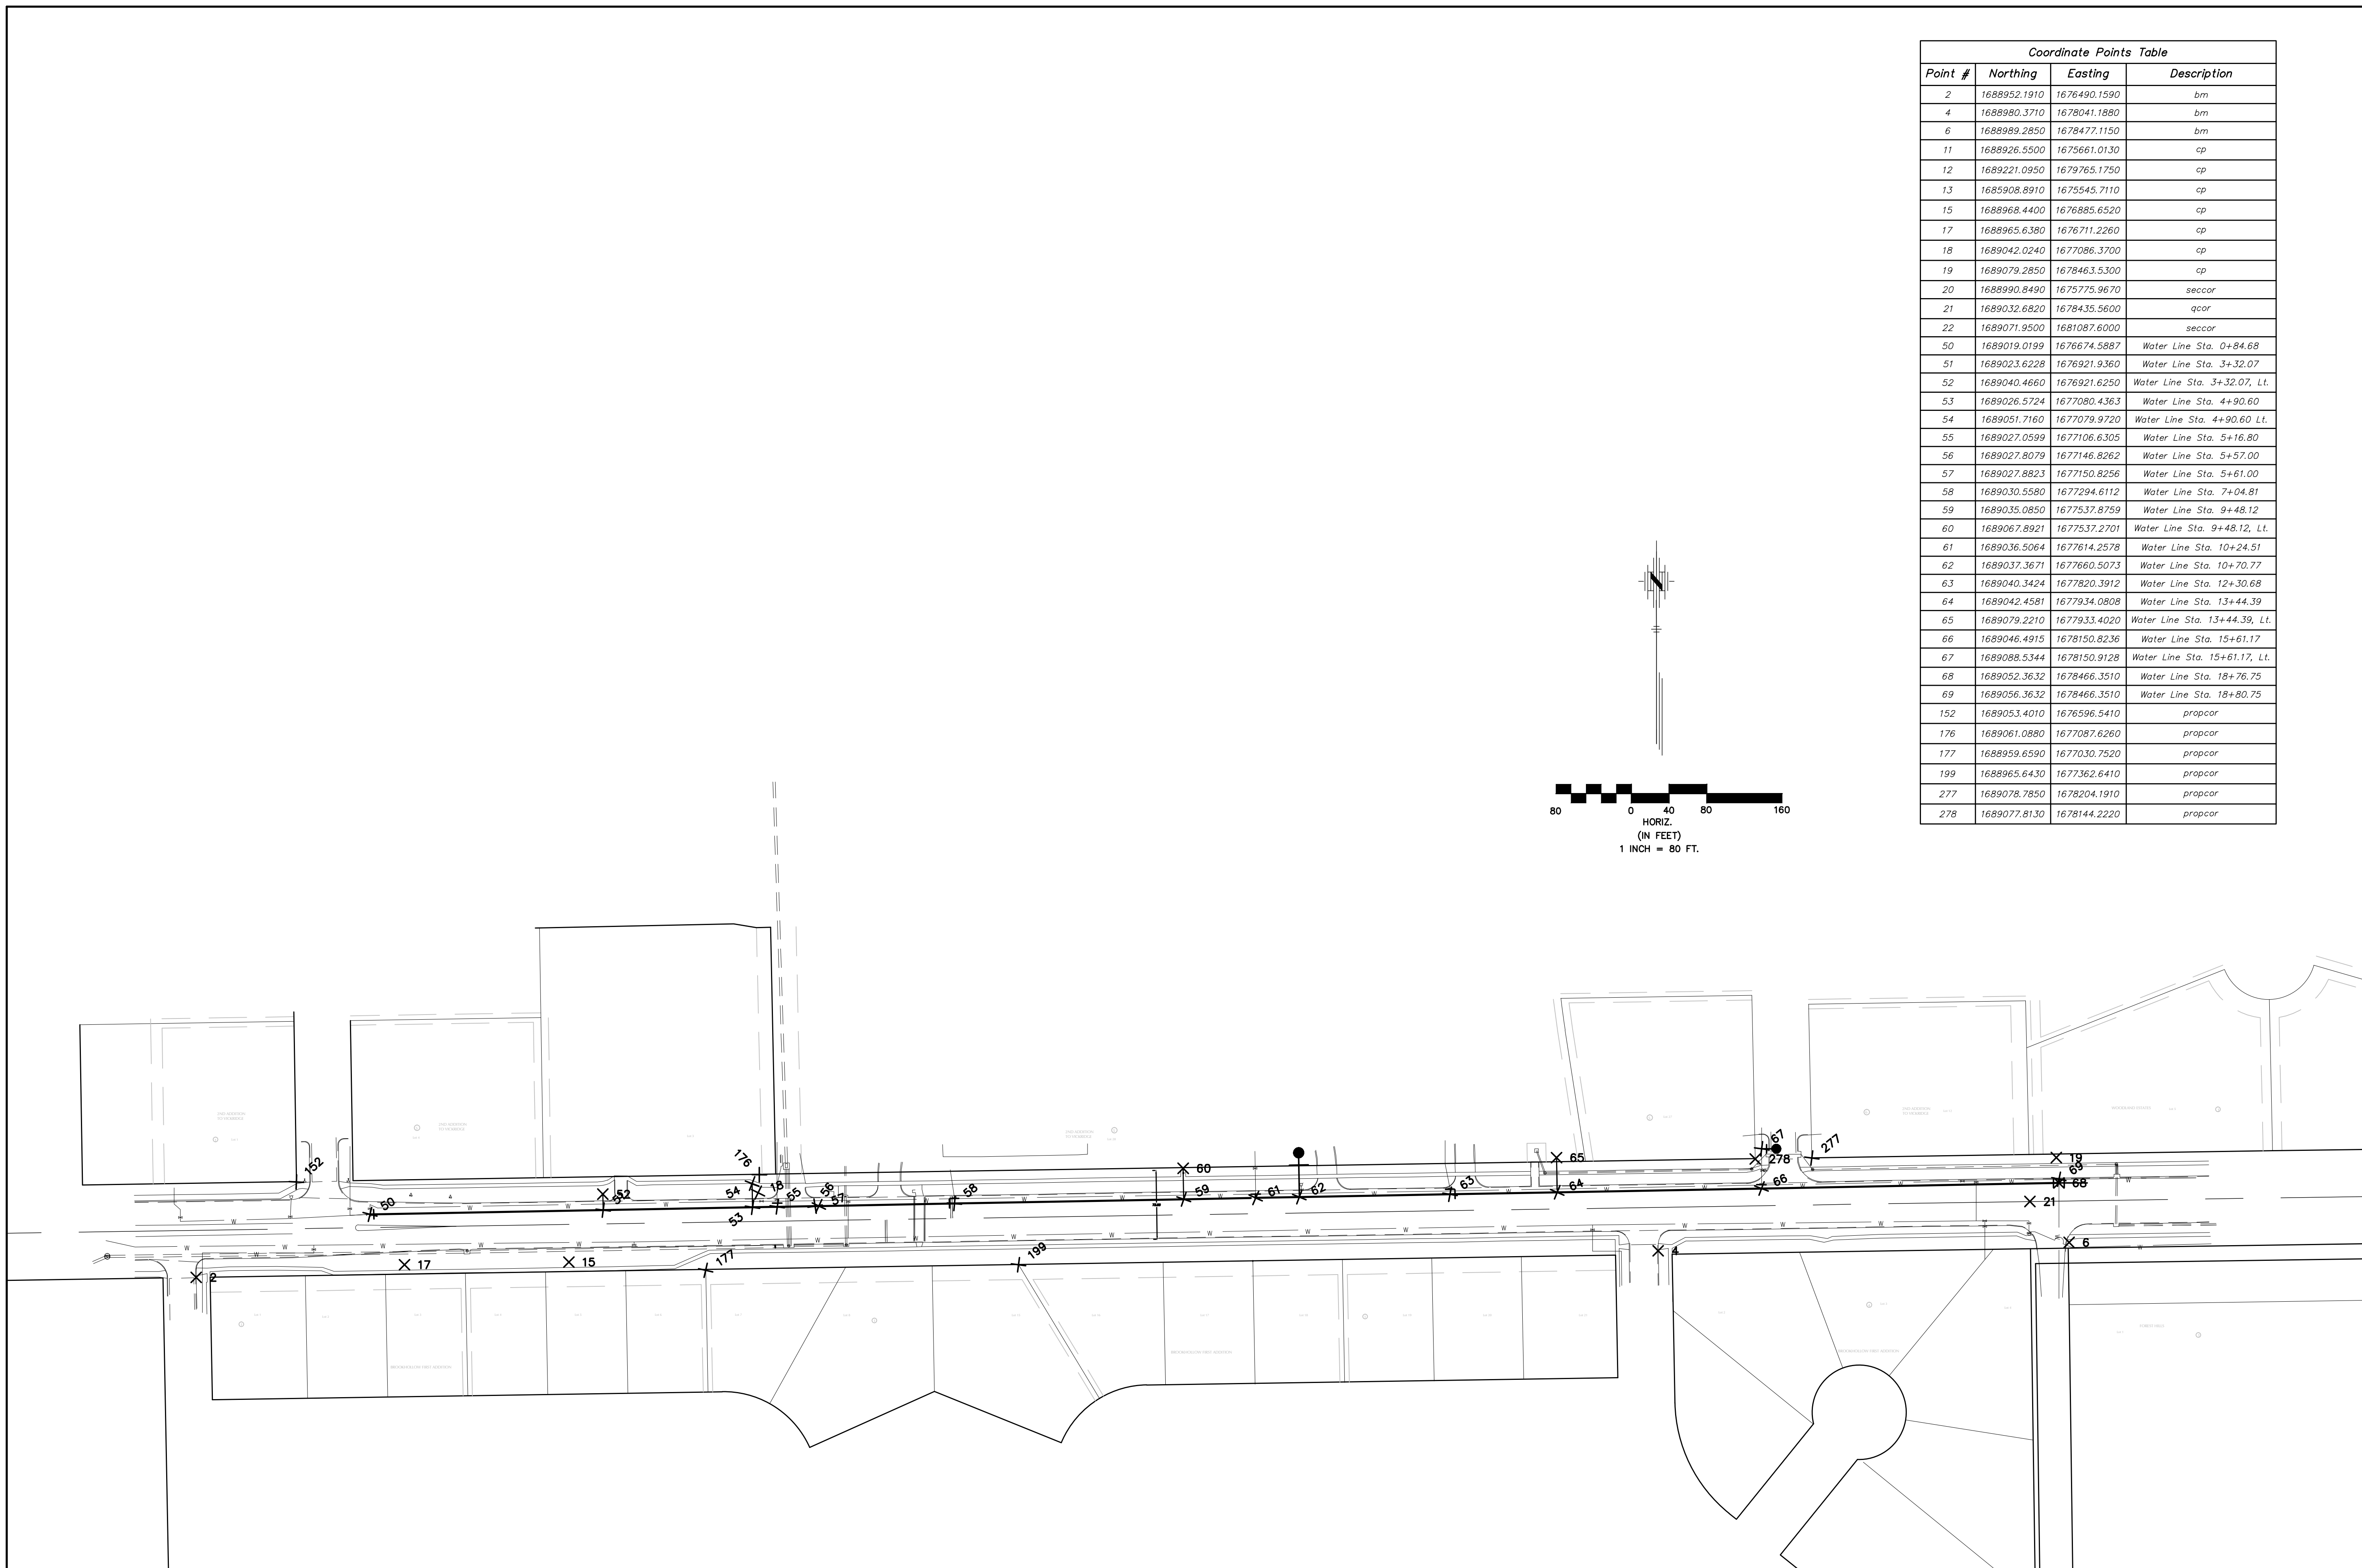 Coordinate Points Table
Point # Northing Easting Description
2 1688952.1910 1676490.1590 bm
4 1688980.3710 1678041.1880 bm
6 1688989.2850 1678477.1150 bm
11 1688926.5500 1675661.0130 cp
12 1689221.0950 1679765.1750 cp
13 1685908.8910 1675545.7110 cp
15 1688968.4400 1676885.6520 cp
17 1688965.6380 1676711.2260 cp
18 1689042.0240 1677086.3700 cp
19 1689079.2850 1678463.5300 cp
20 1688990.8490 1675775.9670 seccor
21 1689032.6820 1678435.5600 qcor
22 1689071.9500 1681087.6000 seccor
50 1689019.0199 1676674.5887 Water Line Sta. 0+84.68
51 1689023.6228 1676921.9360 Water Line Sta. 3+32.07
52 1689040.4660 1676921.6250 Water Line Sta. 3+32.07, Lt.
53 1689026.5724 1677080.4363 Water Line Sta. 4+90.60
54 1689051.7160 1677079.9720 Water Line Sta. 4+90.60 Lt.
55 1689027.0599 1677106.6305 Water Line Sta. 5+16.80
56 1689027.8079 1677146.8262 Water Line Sta. 5+57.00
57 1689027.8823 1677150.8256 Water Line Sta. 5+61.00
58 1689030.5580 1677294.6112 Water Line Sta. 7+04.81
59 1689035.0850 1677537.8759 Water Line Sta. 9+48.12
60 1689067.8921 1677537.2701 Water Line Sta. 9+48.12, Lt.
61 1689036.5064 1677614.2578 Water Line Sta. 10+24.51
62 1689037.3671 1677660.5073 Water Line Sta. 10+70.77
63 1689040.3424 1677820.3912 Water Line Sta. 12+30.68
64 1689042.4581 1677934.0808 Water Line Sta. 13+44.39
65 1689079.2210 1677933.4020 Water Line Sta. 13+44.39, Lt.
66 1689046.4915 1678150.8236 Water Line Sta. 15+61.17
67 1689088.5344 1678150.9128 Water Line Sta. 15+61.17, Lt.
68 1689052.3632 1678466.3510 Water Line Sta. 18+76.75
69 1689056.3632 1678466.3510 Water Line Sta. 18+80.75
152 1689053.4010 1676596.5410 propcor
176 1689061.0880 1677087.6260 propcor
177 1688959.6590 1677030.7520 propcor
199 1688965.6430 1677362.6410 propcor
277 1689078.7850 1678204.1910 propcor
278 1689077.8130 1678144.2220 propcor
N
80 0 40 80 160
HORIZ.
(IN FEET)
1 INCH = 80 FT.
152
50
52
51
176
54
18
53
55
56
57
58
60
59
61
62
63
65
64
67
278
66
277
19
69
68
21
2
17
15
177
199
4
6